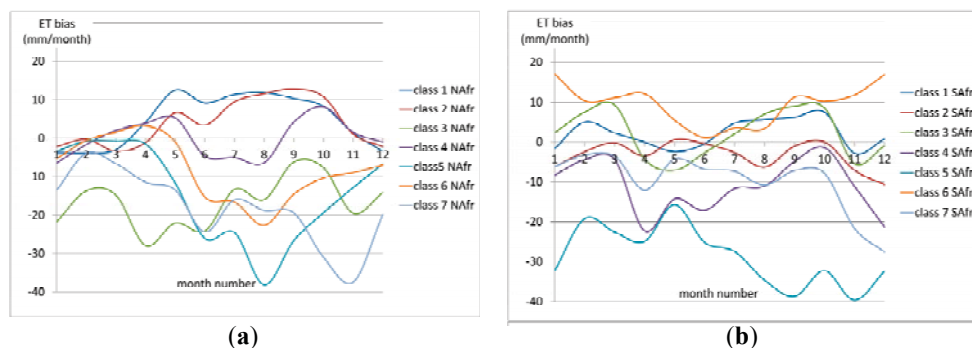 ET bias
(mm/month)
20
10
0
10
-20
-30
-40
1 2 3 4 5 6 7 8 9 10 11 12
month number
class 1 NAfr
class 2 NAfr
class 3 NAfr
class 4 NAfr
class5 NAfr
class 6 NAfr
class 7 NAfr
(a)
ET bias
(mm/month)
20
10
0
-10
-20
-30
-40
1 2 3 4 5 6 7 8 9 10 11 12
month number
class 1 SAfr
class 2 SAfr
class 3 SAfr
class 4 SAfr
class 5 SAfr
class 6 SAfr
class 7 SAfr
(b)